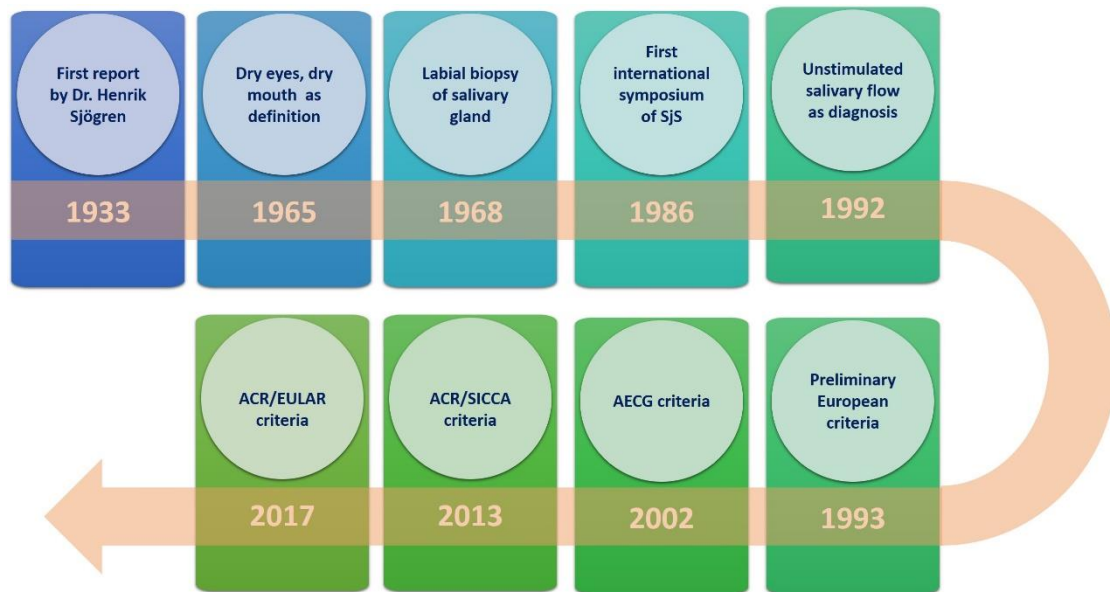 First report
by Dr. Henrik
Sjögren
1933
Dry eyes, dry
mouth as
definition
1965
Labial biopsy
of salivary
gland
1968
First
international
symposium
of SjS
1986
Unstimulated
salivary flow
as diagnosis
1992
Preliminary
European
criteria
1993
AECG criteria
2002
ACR/SICCA
criteria
2013
ACR/EULAR
criteria
2017